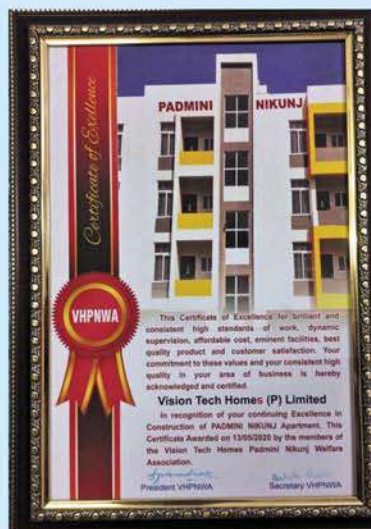 Certificate of Excellence
PADMINI NIKUNJ
VHPNWA
This Certificate of Excellence for brilliant and
consistent high standards of work, dynamic
supervision, affordable cost, eminent facilities, best
quality product and customer satisfaction. Your
commitment to these values and your consistent high
quality in your area of business is hereby
acknowledged and certified.
Vision Tech Homes (P) Limited
In recognition of your continuing Excellence in
Construction of PADMINI NIKUNJ Apartment. This
Certificate Awarded on 13/05/2020 by the members of
the Vision Tech Homes Padmini Nikunj Welfare
Association.
President VHPNWA Secretary VHPNWA